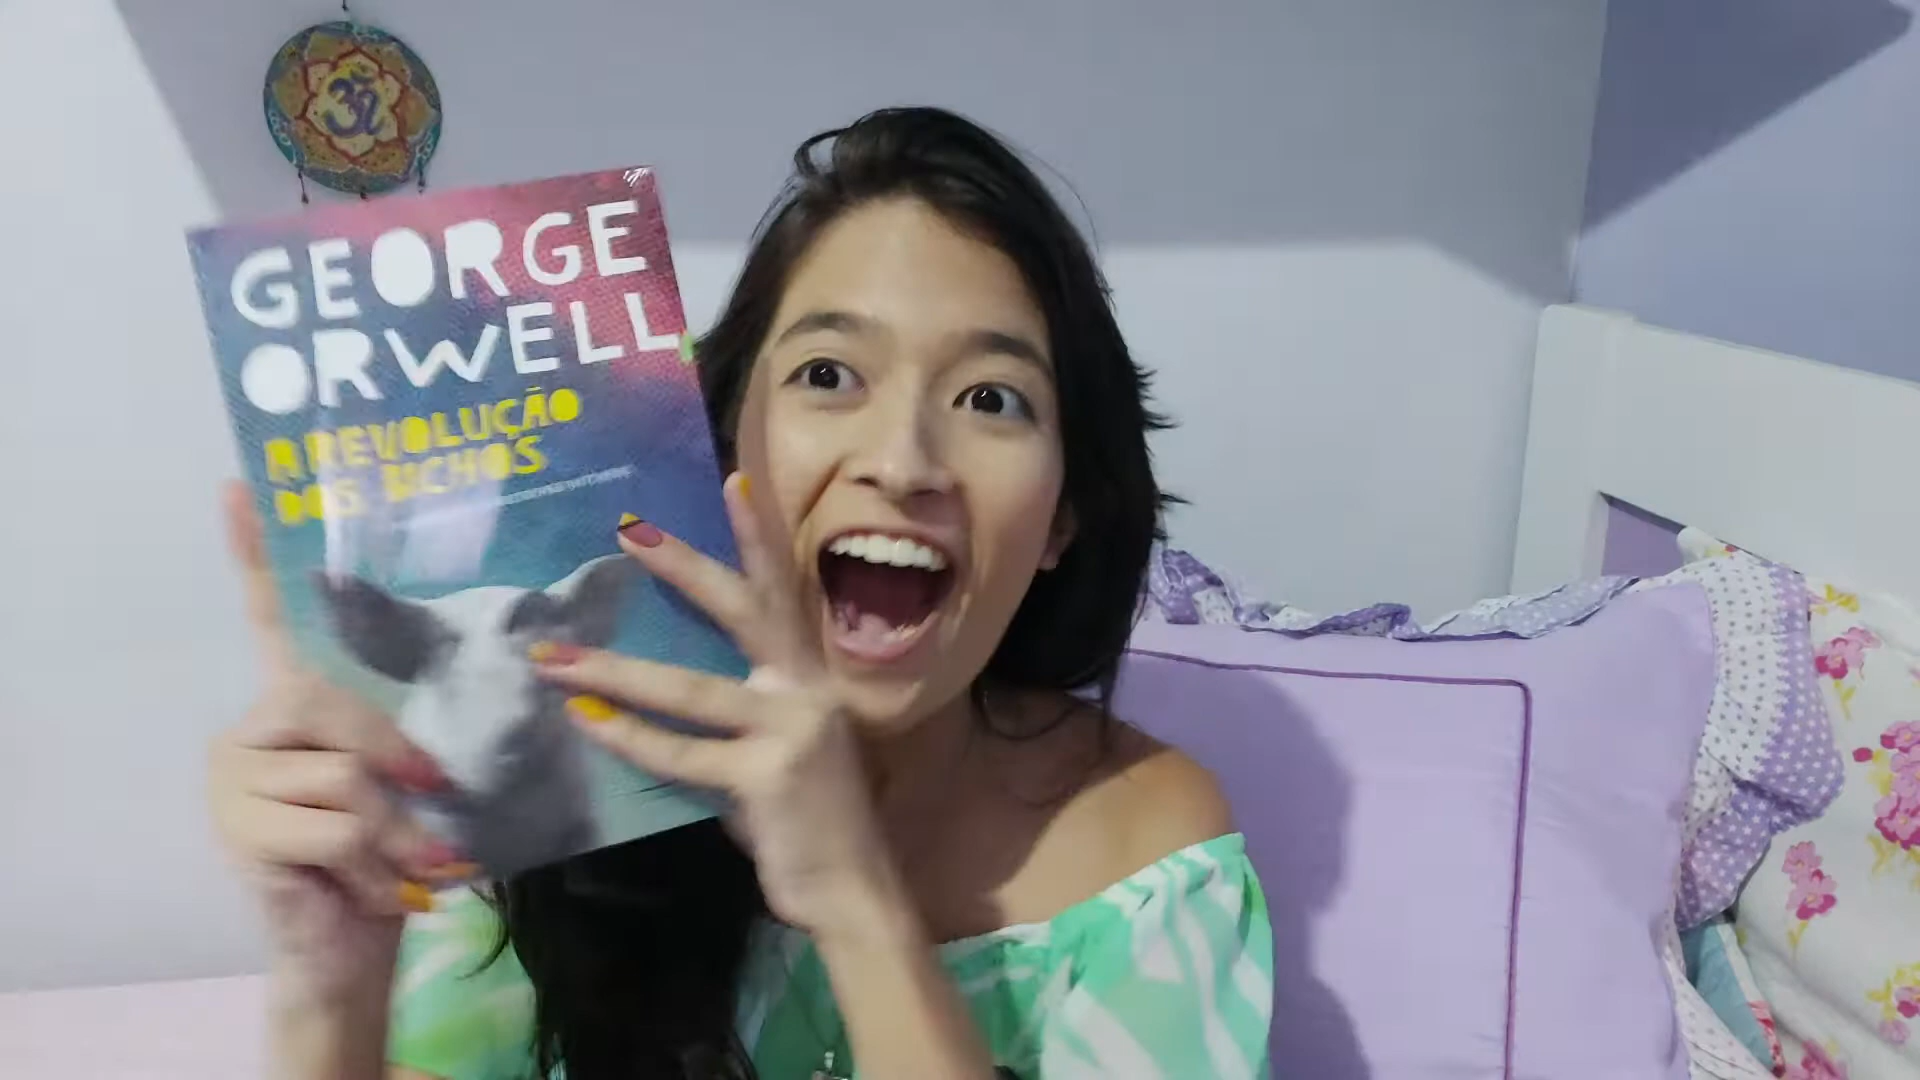 GEORGE
ORWELL
A REVOLUÇÃO
DOS BICHOS
ॐ